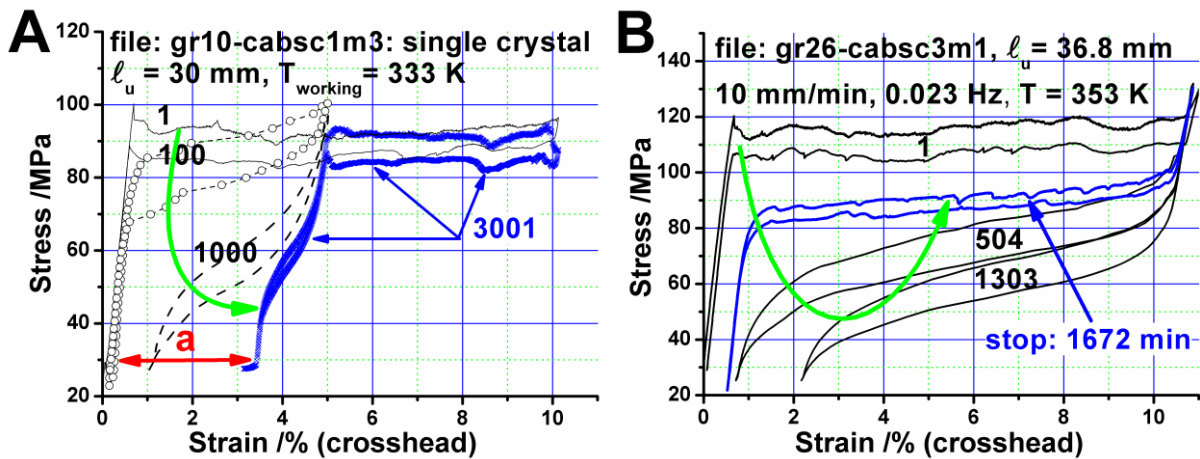 A
file: gr10-cabsc1m3: single crystal
ℓu = 30 mm, Tworking = 333 K
1
100
1000
3001
a
120
100
80
60
40
20
0 2 4 6 8 10
Stress /MPa
Strain /% (crosshead)
B
file: gr26-cabsc3m1, ℓu = 36.8 mm
10 mm/min, 0.023 Hz, T = 353 K
1
504
1303
stop: 1672 min
140
120
100
80
60
40
20
0 2 4 6 8 10
Stress /MPa
Strain /% (crosshead)